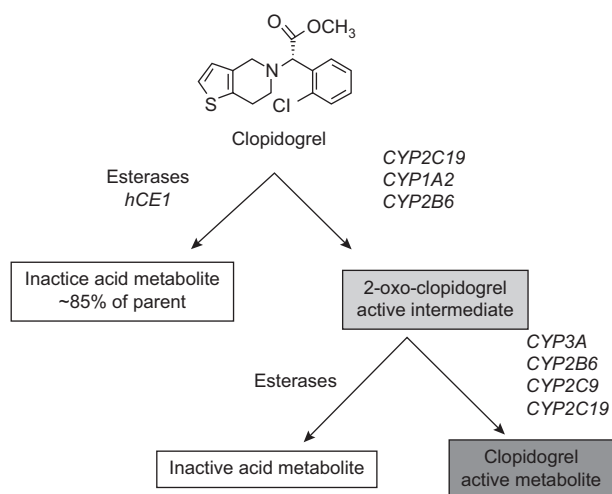 O
OCH3
N
S
Cl
Clopidogrel
Esterases
hCE1
CYP2C19
CYP1A2
CYP2B6
Inactice acid metabolite
~85% of parent
2-oxo-clopidogrel
active intermediate
Esterases
CYP3A
CYP2B6
CYP2C9
CYP2C19
Inactive acid metabolite
Clopidogrel
active metabolite